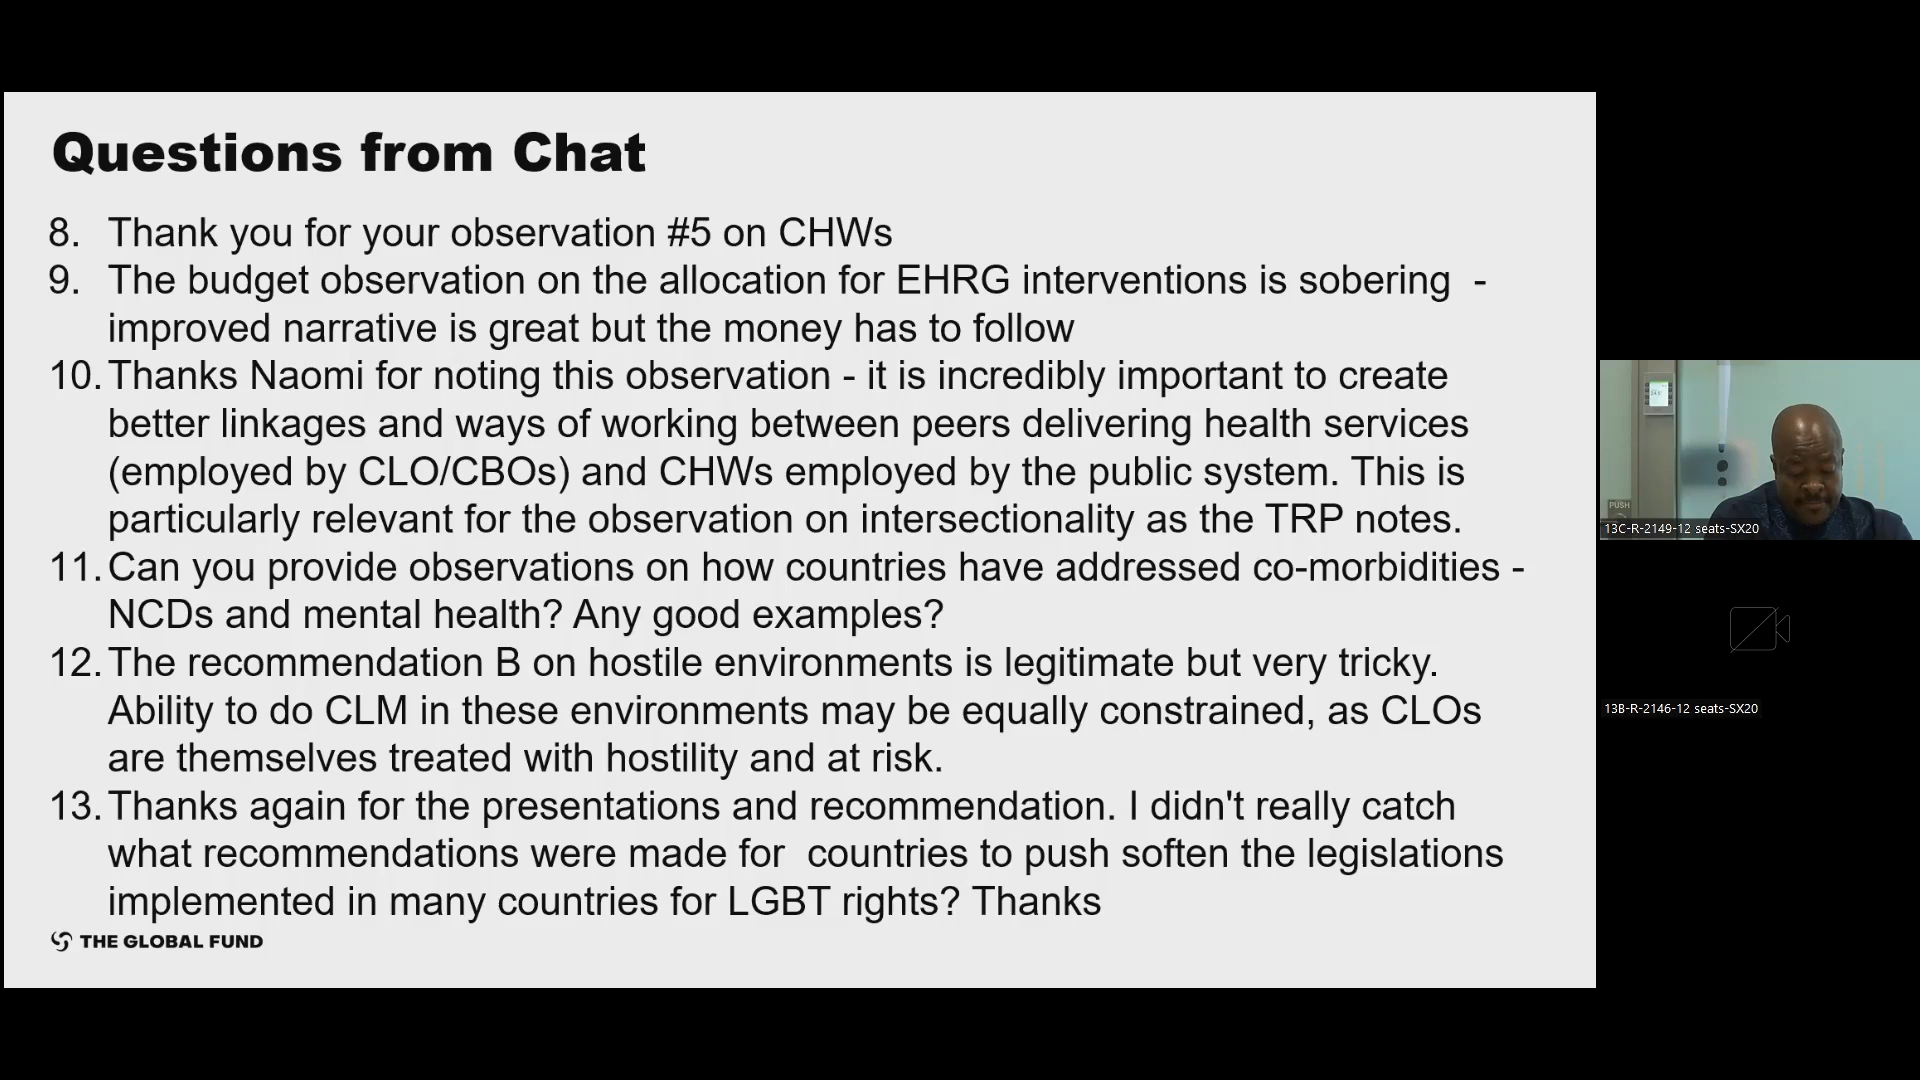 Questions from Chat
8. Thank you for your observation #5 on CHWs
9. The budget observation on the allocation for EHRG interventions is sobering  -
improved narrative is great but the money has to follow
10. Thanks Naomi for noting this observation - it is incredibly important to create
better linkages and ways of working between peers delivering health services
(employed by CLO/CBOs) and CHWs employed by the public system. This is
particularly relevant for the observation on intersectionality as the TRP notes.
11. Can you provide observations on how countries have addressed co-morbidities -
NCDs and mental health? Any good examples?
12. The recommendation B on hostile environments is legitimate but very tricky.
Ability to do CLM in these environments may be equally constrained, as CLOs
are themselves treated with hostility and at risk.
13. Thanks again for the presentations and recommendation. I didn't really catch
what recommendations were made for  countries to push soften the legislations
implemented in many countries for LGBT rights? Thanks
THE GLOBAL FUND
PUSH
13C-R-2149-12 seats-SX20
13B-R-2146-12 seats-SX20